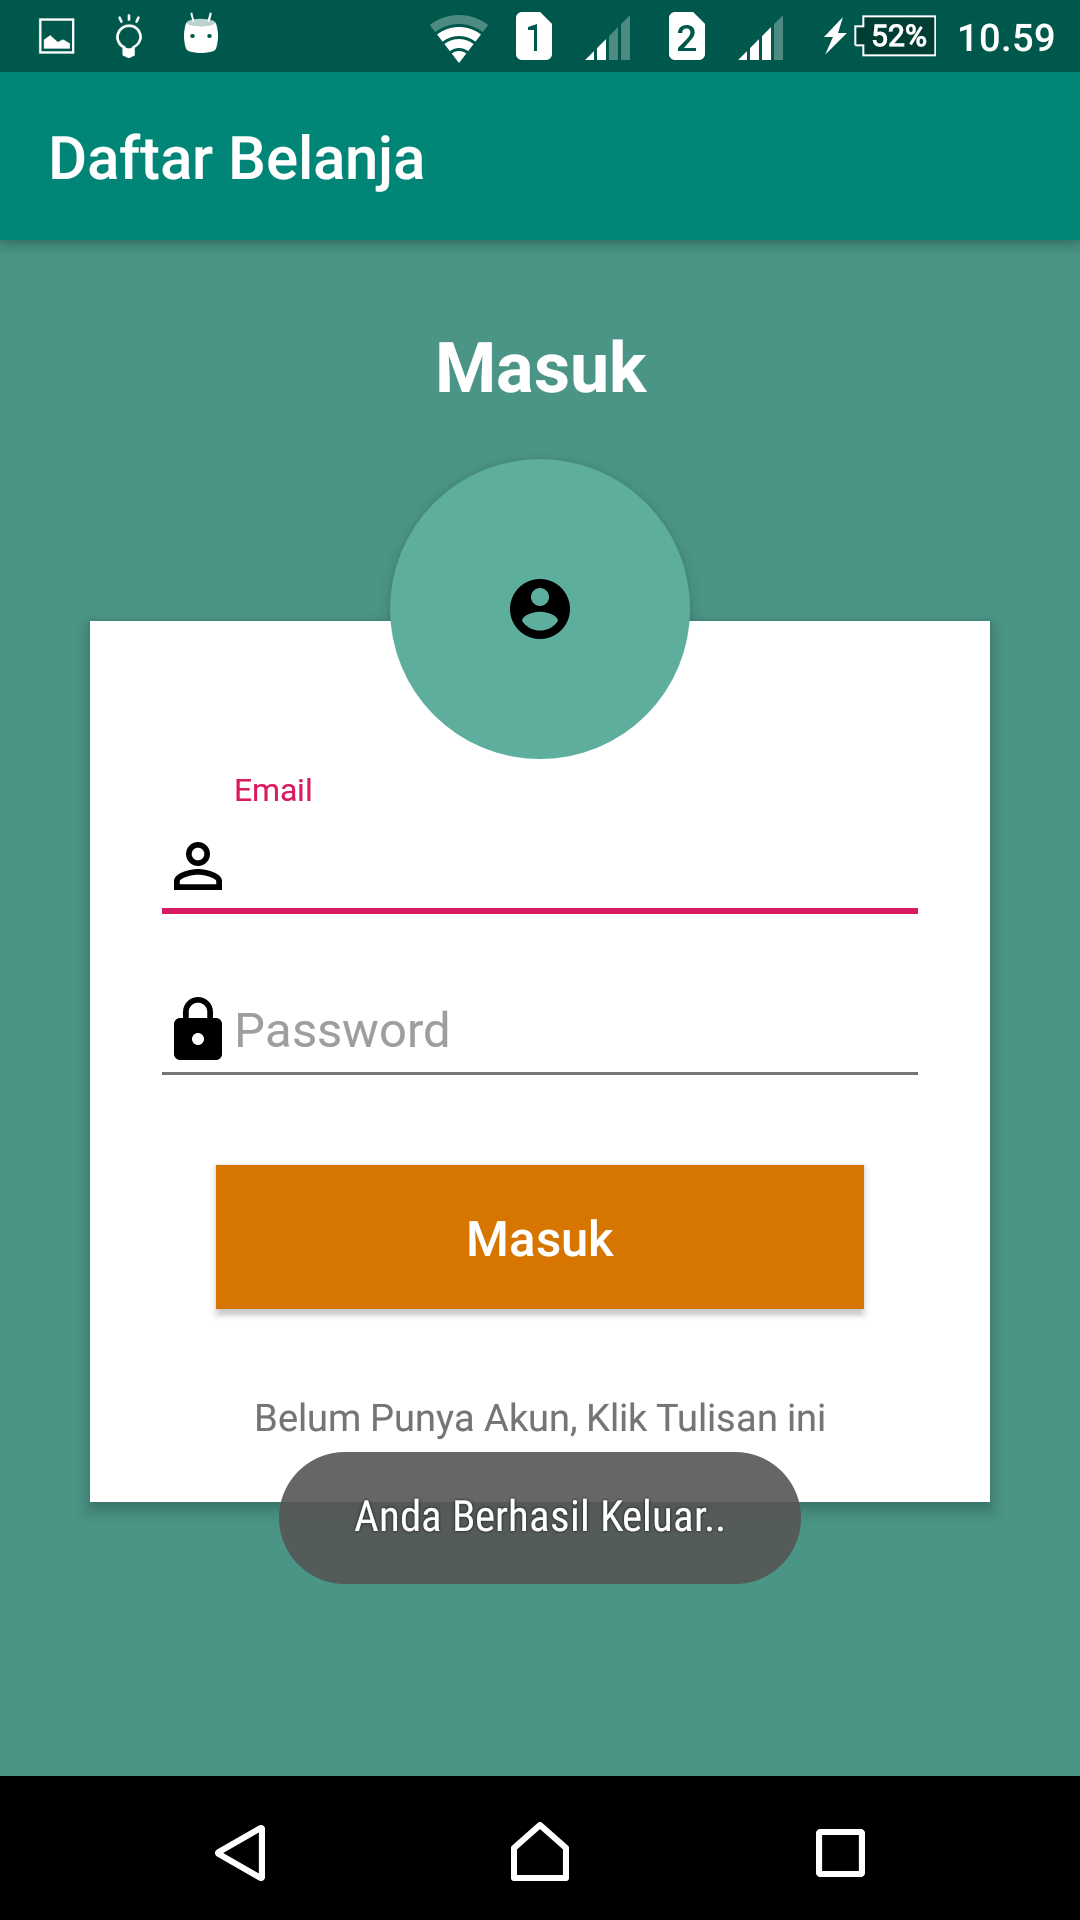 1 2 52% 10.59
Daftar Belanja
Masuk
Email
Password
Masuk
Belum Punya Akun, Klik Tulisan ini
Anda Berhasil Keluar..